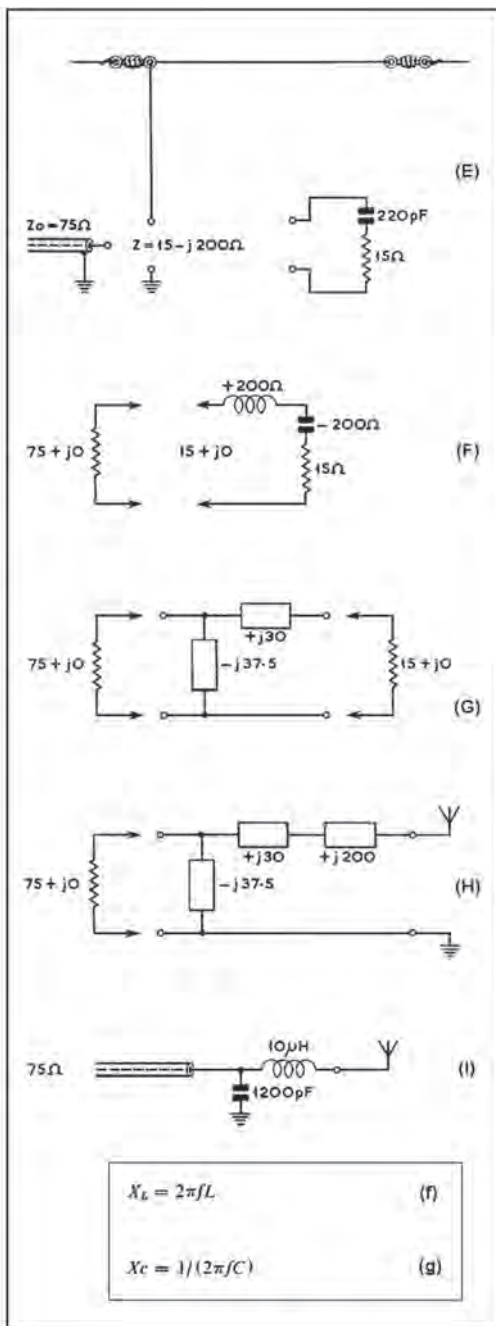 (E)
Zo=75Ω
Z=15-j200Ω
220pF
15Ω
+200Ω
-200Ω
75+j0
15+j0
15Ω
(F)
+j30
75+j0
-j37·5
15+j0
(G)
+j30
+j200
75+j0
-j37·5
(H)
10μH
75Ω
(I)
1200pF
X_L = 2πfL (f)
Xc = 1/(2πfC) (g)